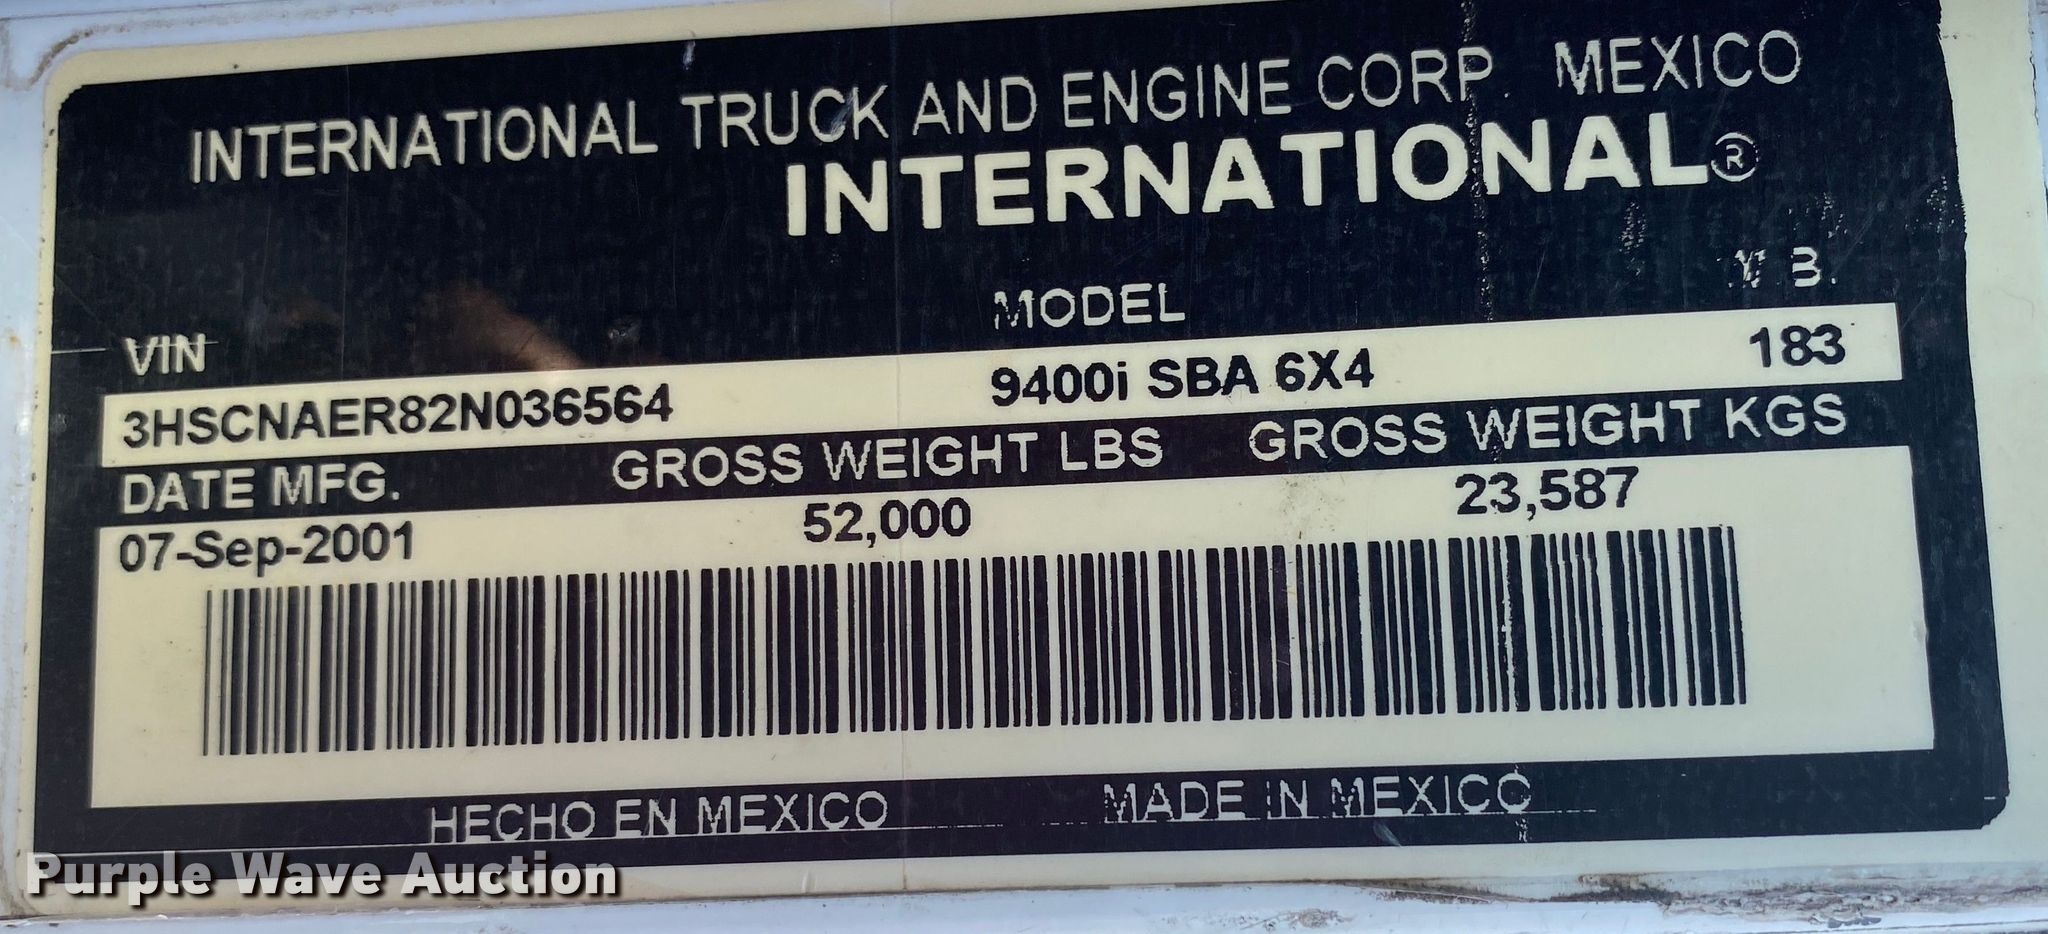 INTERNATIONAL TRUCK AND ENGINE CORP. MEXICO
INTERNATIONAL®
VIN MODEL W.B.
3HSCNAER82N036564 9400i SBA 6X4 183
DATE MFG. GROSS WEIGHT LBS GROSS WEIGHT KGS
07-Sep-2001 52,000 23,587
HECHO EN MEXICO MADE IN MEXICO
Purple Wave Auction